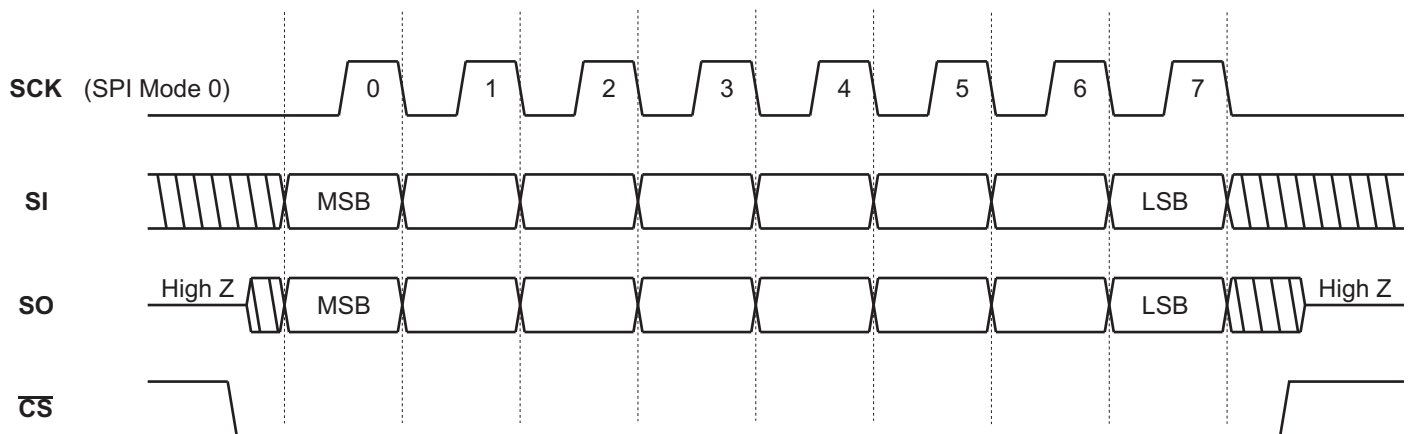 SCK (SPI Mode 0) 0 1 2 3 4 5 6 7
SI MSB LSB
High Z High Z
SO MSB LSB
CS